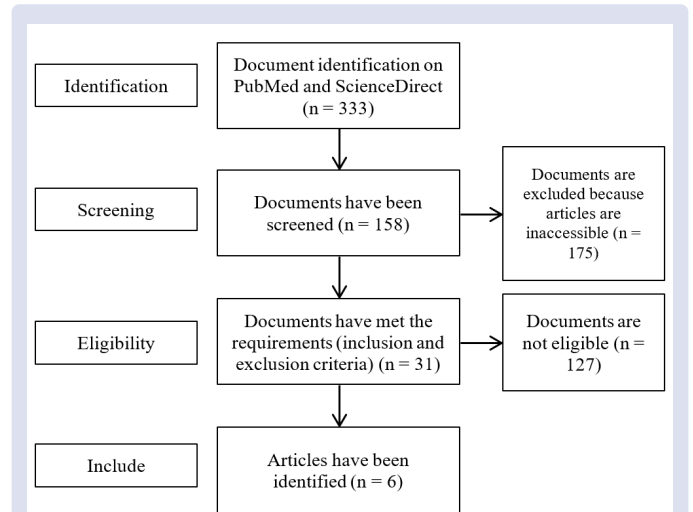 Identification
Document identification on
PubMed and ScienceDirect
(n = 333)
Screening
Documents have been
screened (n = 158)
Documents are
excluded because
articles are
inaccessible (n =
175)
Eligibility
Documents have met the
requirements (inclusion and
exclusion criteria) (n = 31)
Documents are
not eligible (n =
127)
Include
Articles have been
identified (n = 6)